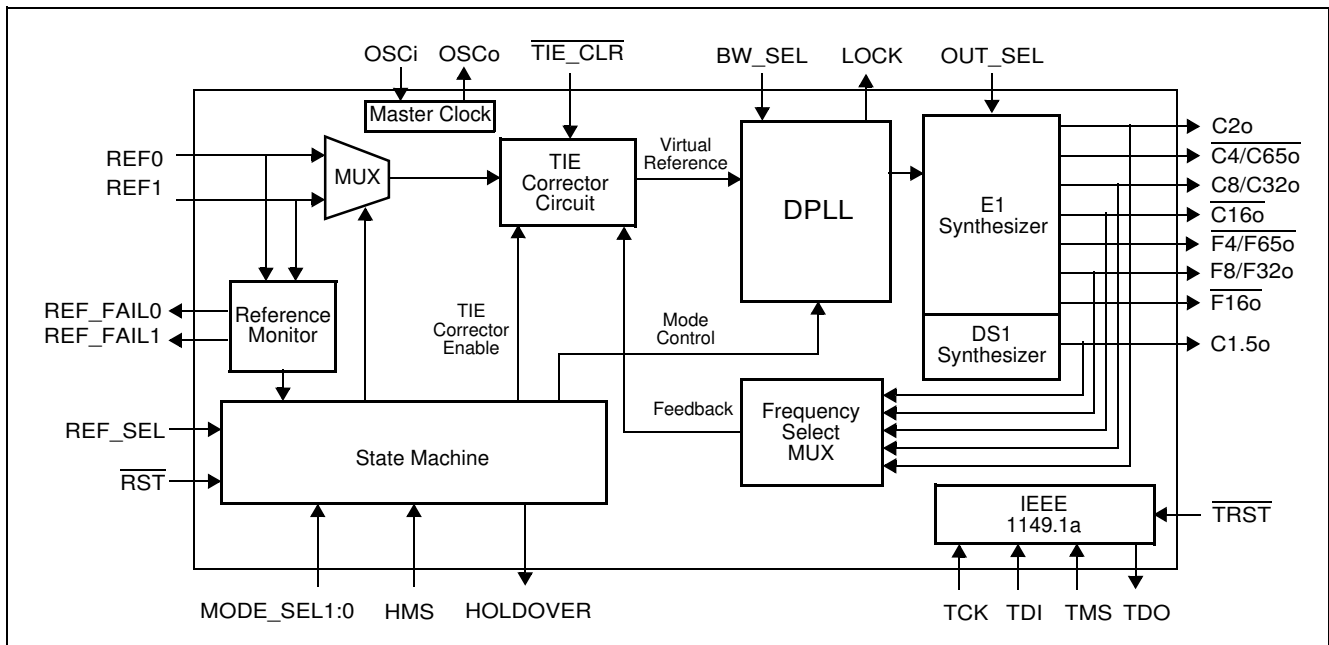 OSCi OSCo TIE_CLR BW_SEL LOCK OUT_SEL
Master Clock
REF0
REF1
MUX
TIE
Corrector
Circuit
Virtual
Reference
DPLL
E1
Synthesizer
DS1
Synthesizer
C2o
C4/C65o
C8/C32o
C16o
F4/F65o
F8/F32o
F16o
C1.5o
REF_FAIL0
REF_FAIL1
Reference
Monitor
TIE
Corrector
Enable
Mode
Control
Feedback
Frequency
Select
MUX
REF_SEL
RST
State Machine
IEEE
1149.1a
TRST
MODE_SEL1:0 HMS HOLDOVER
TCK TDI TMS TDO